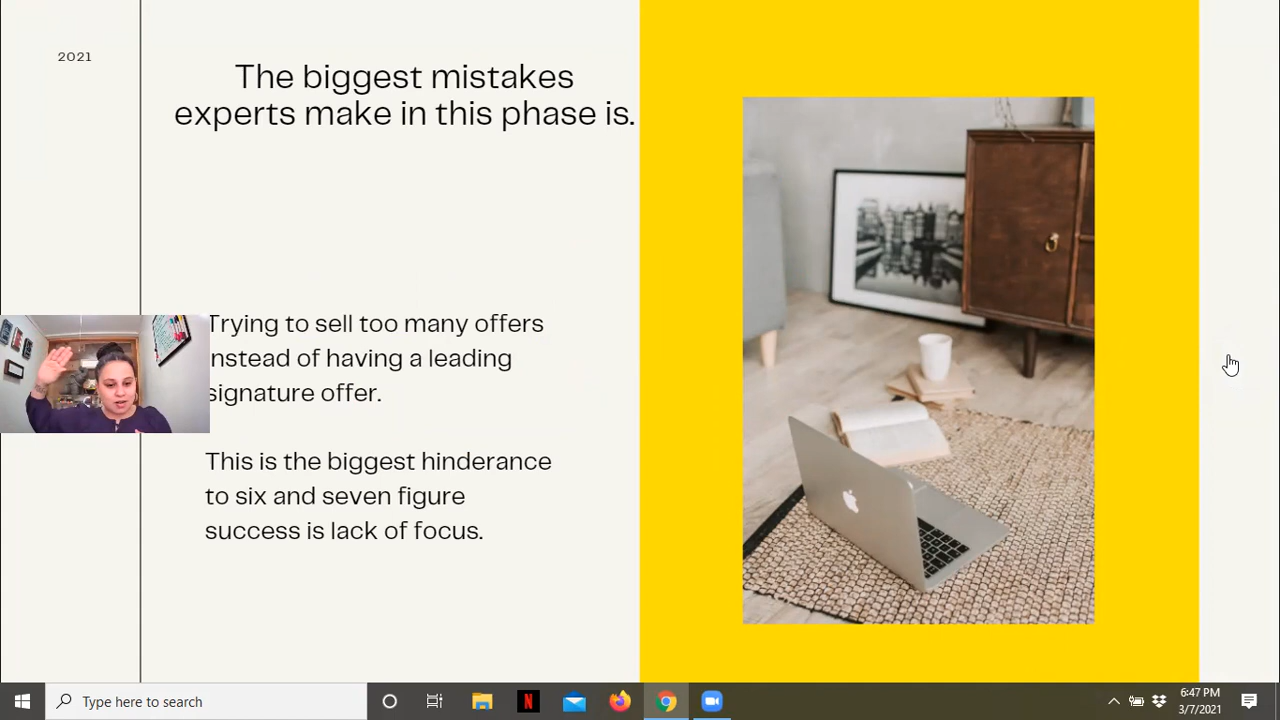 2021
The biggest mistakes
experts make in this phase is.
Trying to sell too many offers
instead of having a leading
signature offer.
This is the biggest hinderance
to six and seven figure
success is lack of focus.
Type here to search
6:47 PM
3/7/2021
N